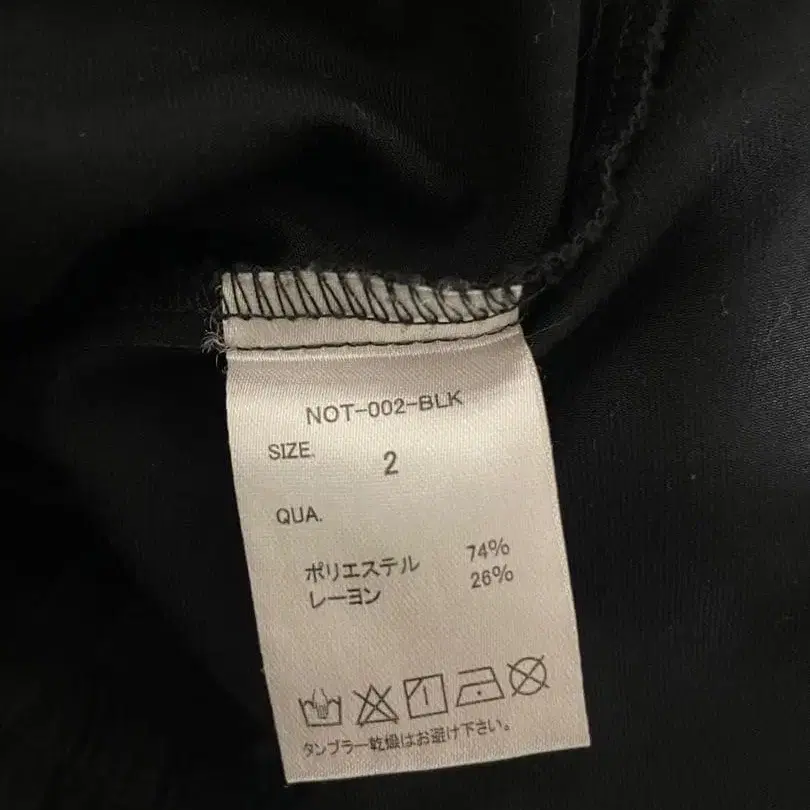 NOT-002-BLK
SIZE. 2
QUA.
ポリエステル 74%
レーヨン 26%
タンブラー乾燥はお避け下さい。